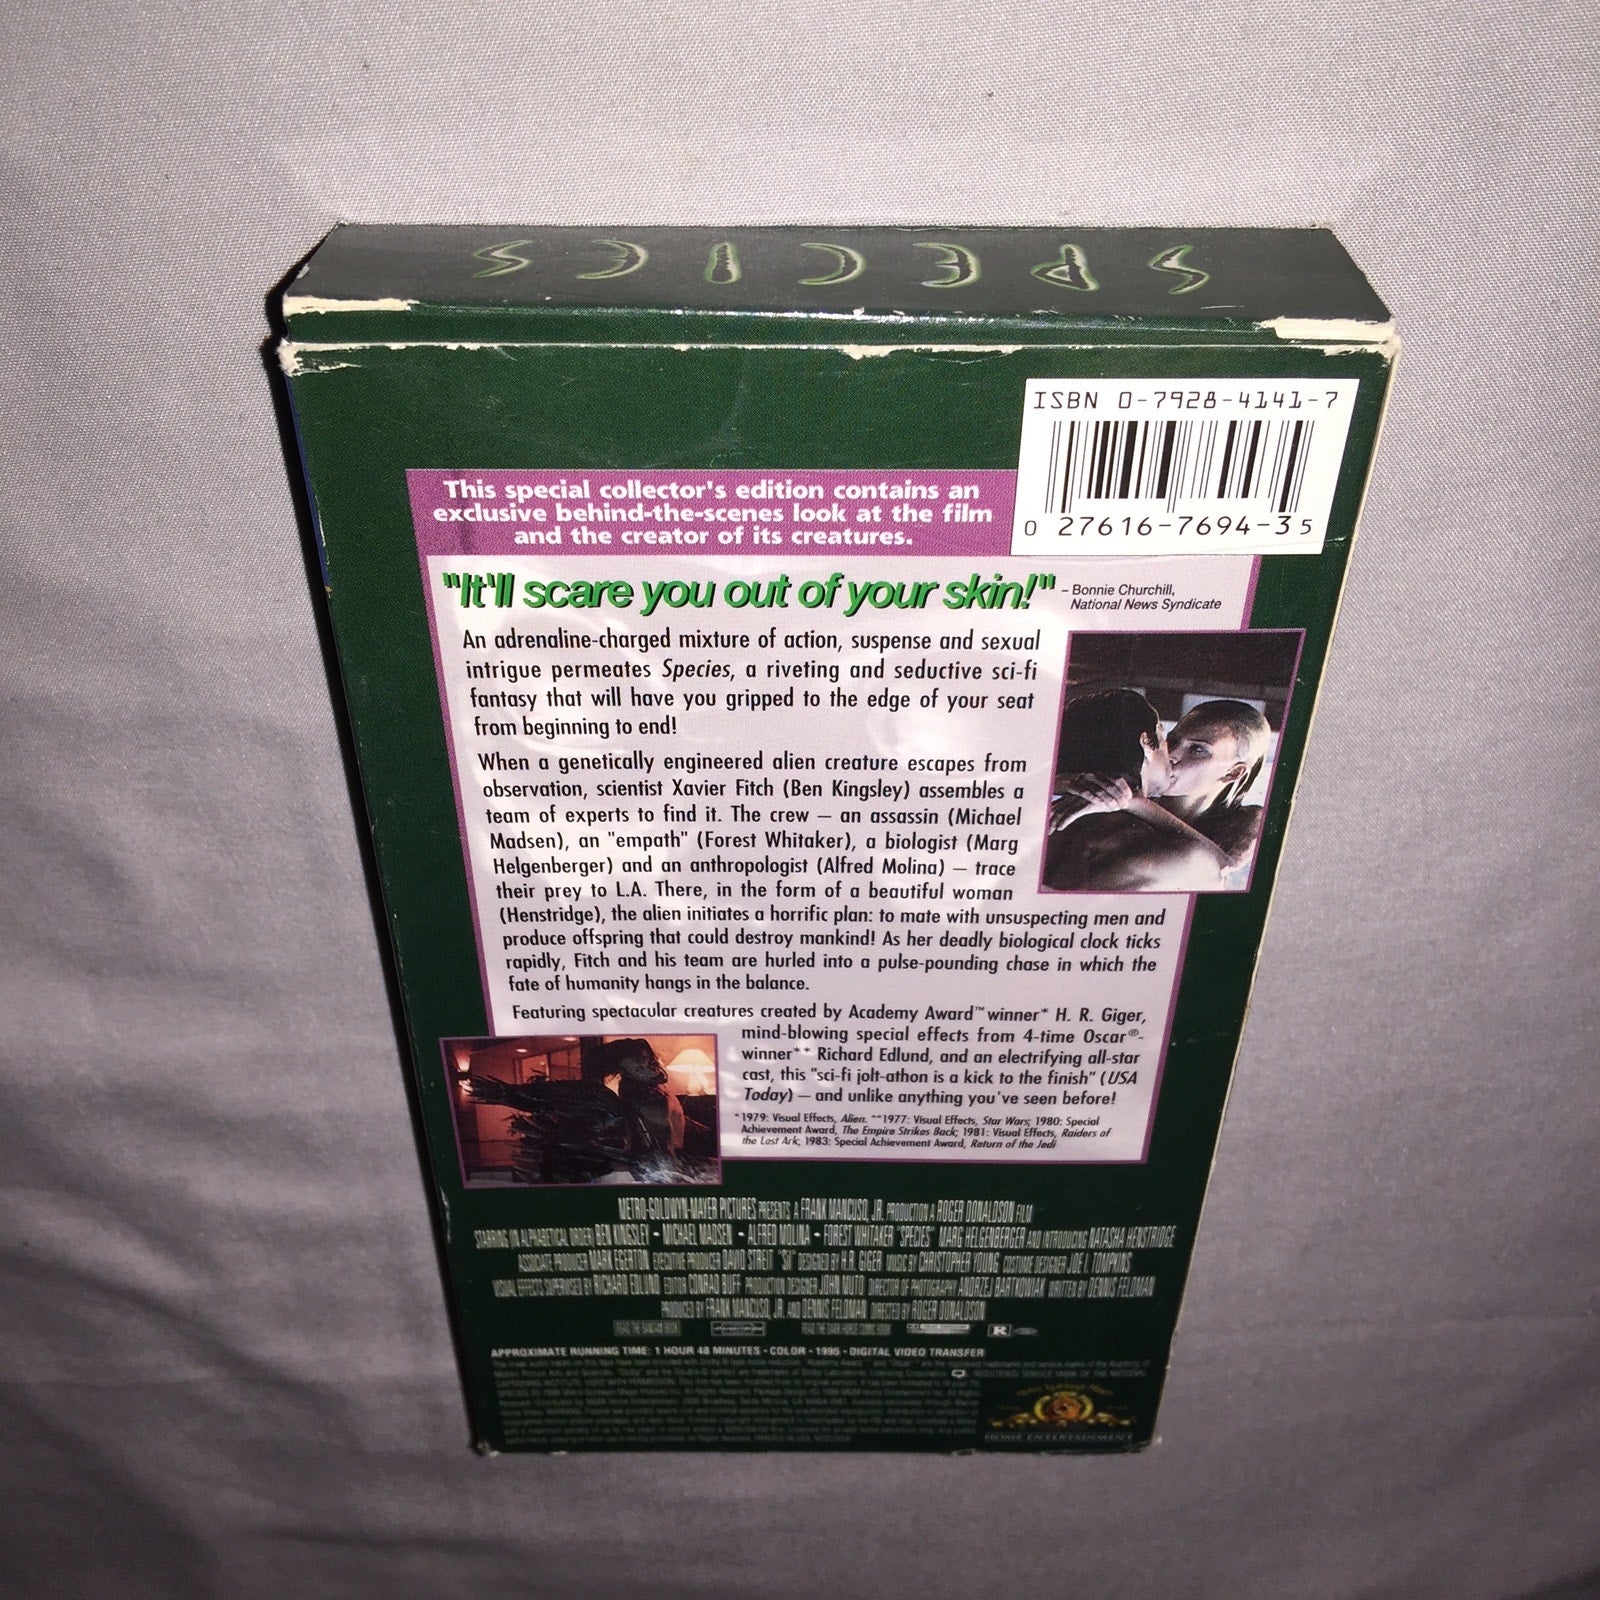 SPECIES
ISBN 0-7928-4141-7
0 27616-7694-3 5
This special collector's edition contains an
exclusive behind-the-scenes look at the film
and the creator of its creatures.
"It'll scare you out of your skin!" – Bonnie Churchill,
National News Syndicate
An adrenaline-charged mixture of action, suspense and sexual
intrigue permeates Species, a riveting and seductive sci-fi
fantasy that will have you gripped to the edge of your seat
from beginning to end!
When a genetically engineered alien creature escapes from
observation, scientist Xavier Fitch (Ben Kingsley) assembles a
team of experts to find it. The crew — an assassin (Michael
Madsen), an "empath" (Forest Whitaker), a biologist (Marg
Helgenberger) and an anthropologist (Alfred Molina) — trace
their prey to L.A. There, in the form of a beautiful woman
(Henstridge), the alien initiates a horrific plan: to mate with unsuspecting men and
produce offspring that could destroy mankind! As her deadly biological clock ticks
rapidly, Fitch and his team are hurled into a pulse-pounding chase in which the
fate of humanity hangs in the balance.
Featuring spectacular creatures created by Academy Award™ winner* H. R. Giger,
mind-blowing special effects from 4-time Oscar®-
winner** Richard Edlund, and an electrifying all-star
cast, this "sci-fi jolt-athon is a kick to the finish" (USA
Today) — and unlike anything you've seen before!
*1979: Visual Effects, Alien. **1977: Visual Effects, Star Wars; 1980: Special
Achievement Award, The Empire Strikes Back; 1981: Visual Effects, Raiders of
the Lost Ark; 1983: Special Achievement Award, Return of the Jedi
METRO-GOLDWYN-MAYER PICTURES PRESENTS A FRANK MANCUSO, JR. PRODUCTION A ROGER DONALDSON FILM
STARRING (IN ALPHABETICAL ORDER) BEN KINGSLEY • MICHAEL MADSEN • ALFRED MOLINA • FOREST WHITAKER "SPECIES" MARG HELGENBERGER AND INTRODUCING NATASHA HENSTRIDGE
ASSOCIATE PRODUCER MARK EGERTON EXECUTIVE PRODUCER DAVID STREIT "SIL" DESIGNED BY H.R. GIGER MUSIC BY CHRISTOPHER YOUNG COSTUME DESIGNER JOE I. TOMPKINS
VISUAL EFFECTS SUPERVISED BY RICHARD EDLUND EDITOR CONRAD BUFF PRODUCTION DESIGNER JOHN MUTO DIRECTOR OF PHOTOGRAPHY ANDRZEJ BARTKOWIAK WRITTEN BY DENNIS FELDMAN
PRODUCED BY FRANK MANCUSO, JR. AND DENNIS FELDMAN DIRECTED BY ROGER DONALDSON
READ THE BANTAM BOOK READ THE DARK HORSE COMIC BOOK R
APPROXIMATE RUNNING TIME: 1 HOUR 48 MINUTES - COLOR - 1995 - DIGITAL VIDEO TRANSFER
HOME ENTERTAINMENT